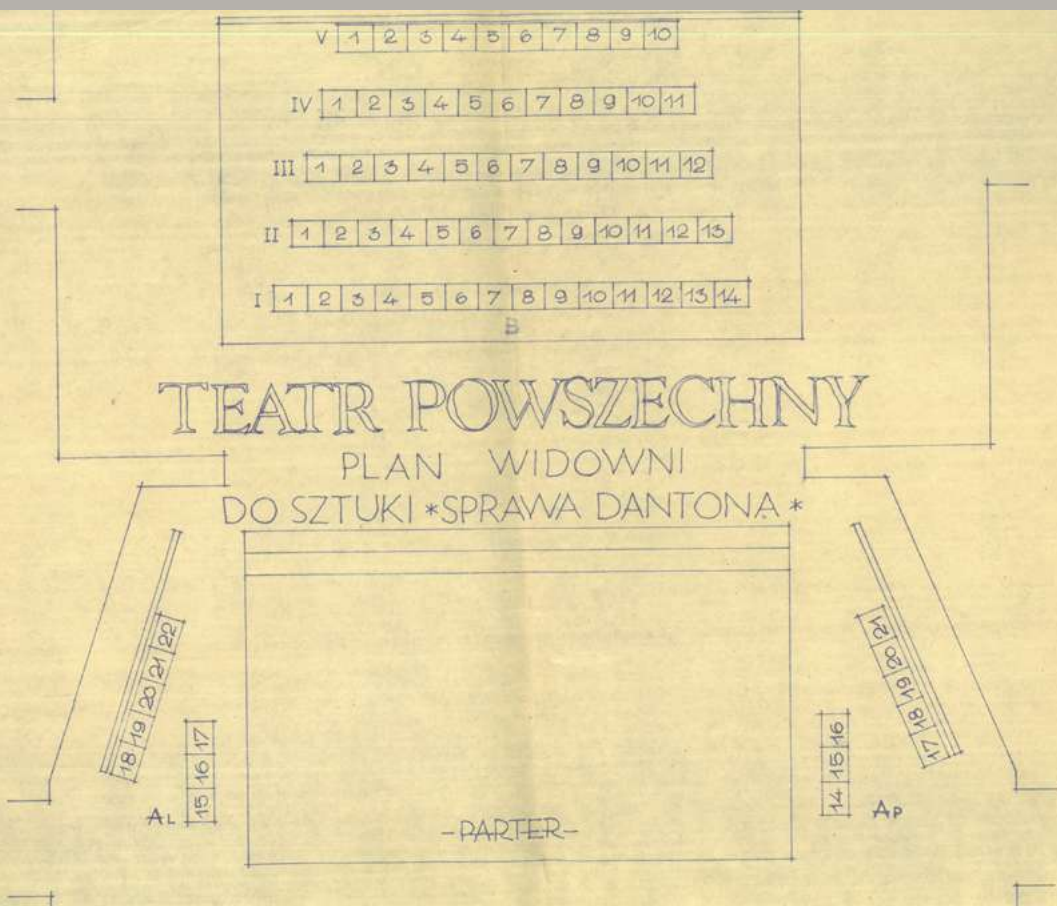 V 1 2 3 4 5 6 7 8 9 10
IV 1 2 3 4 5 6 7 8 9 10 11
III 1 2 3 4 5 6 7 8 9 10 11 12
II 1 2 3 4 5 6 7 8 9 10 11 12 13
I 1 2 3 4 5 6 7 8 9 10 11 12 13 14
B
TEATR POWSZECHNY
PLAN WIDOWNI
DO SZTUKI *SPRAWA DANTONA*
18 19 20 21 22
15 16 17
AL
-PARTER-
14 15 16
17 18 19 20 21
AP